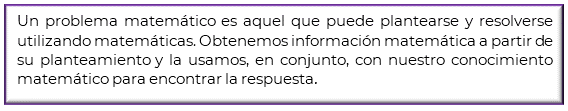 Un problema matemático es aquel que puede plantearse y resolverse
utilizando matemáticas. Obtenemos información matemática a partir de
su planteamiento y la usamos, en conjunto, con nuestro conocimiento
matemático para encontrar la respuesta.